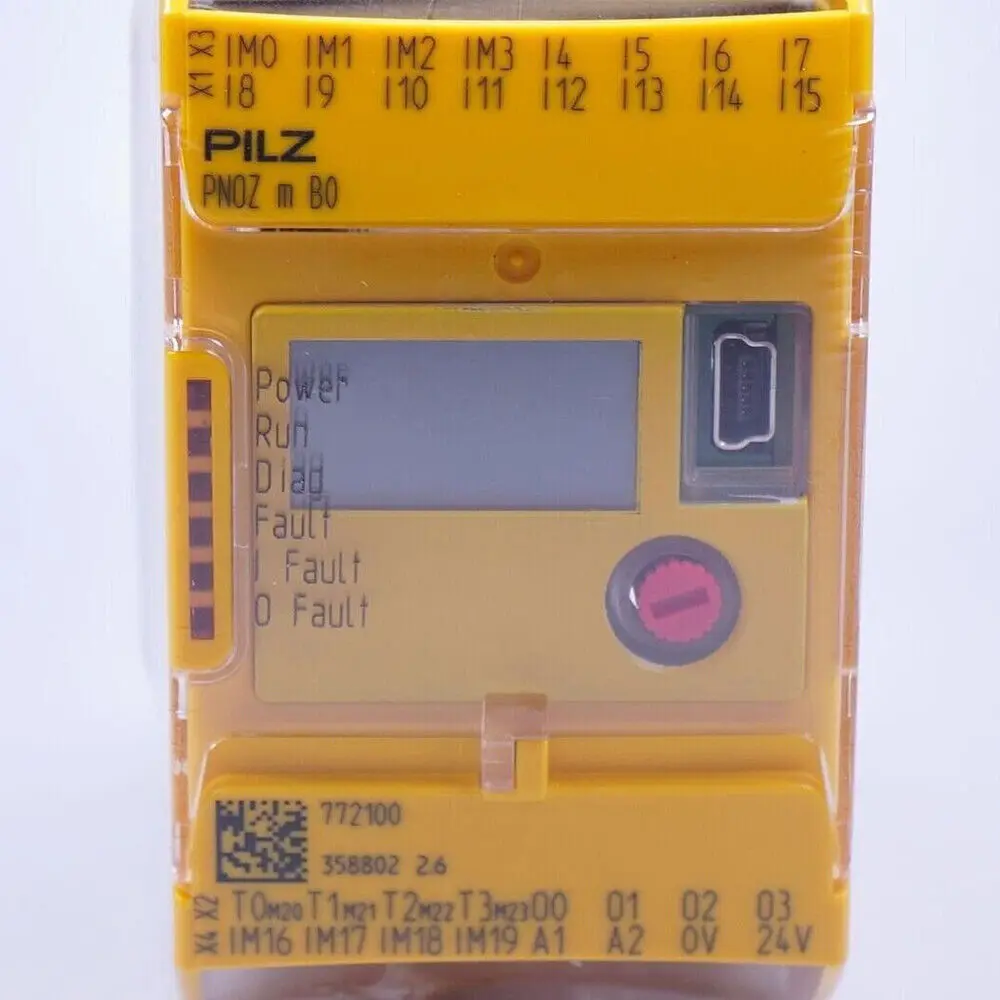 X3 IM0 IM1 IM2 IM3 I4 I5 I6 I7
X1 I8 I9 I10 I11 I12 I13 I14 I15
PILZ
PNOZ m B0
Power
Run
Diag
Fault
I Fault
O Fault
772100
358802 2.6
X2 T0M20 T1M21 T2M22 T3M23 O0 O1 O2 O3
X4 IM16 IM17 IM18 IM19 A1 A2 0V 24V